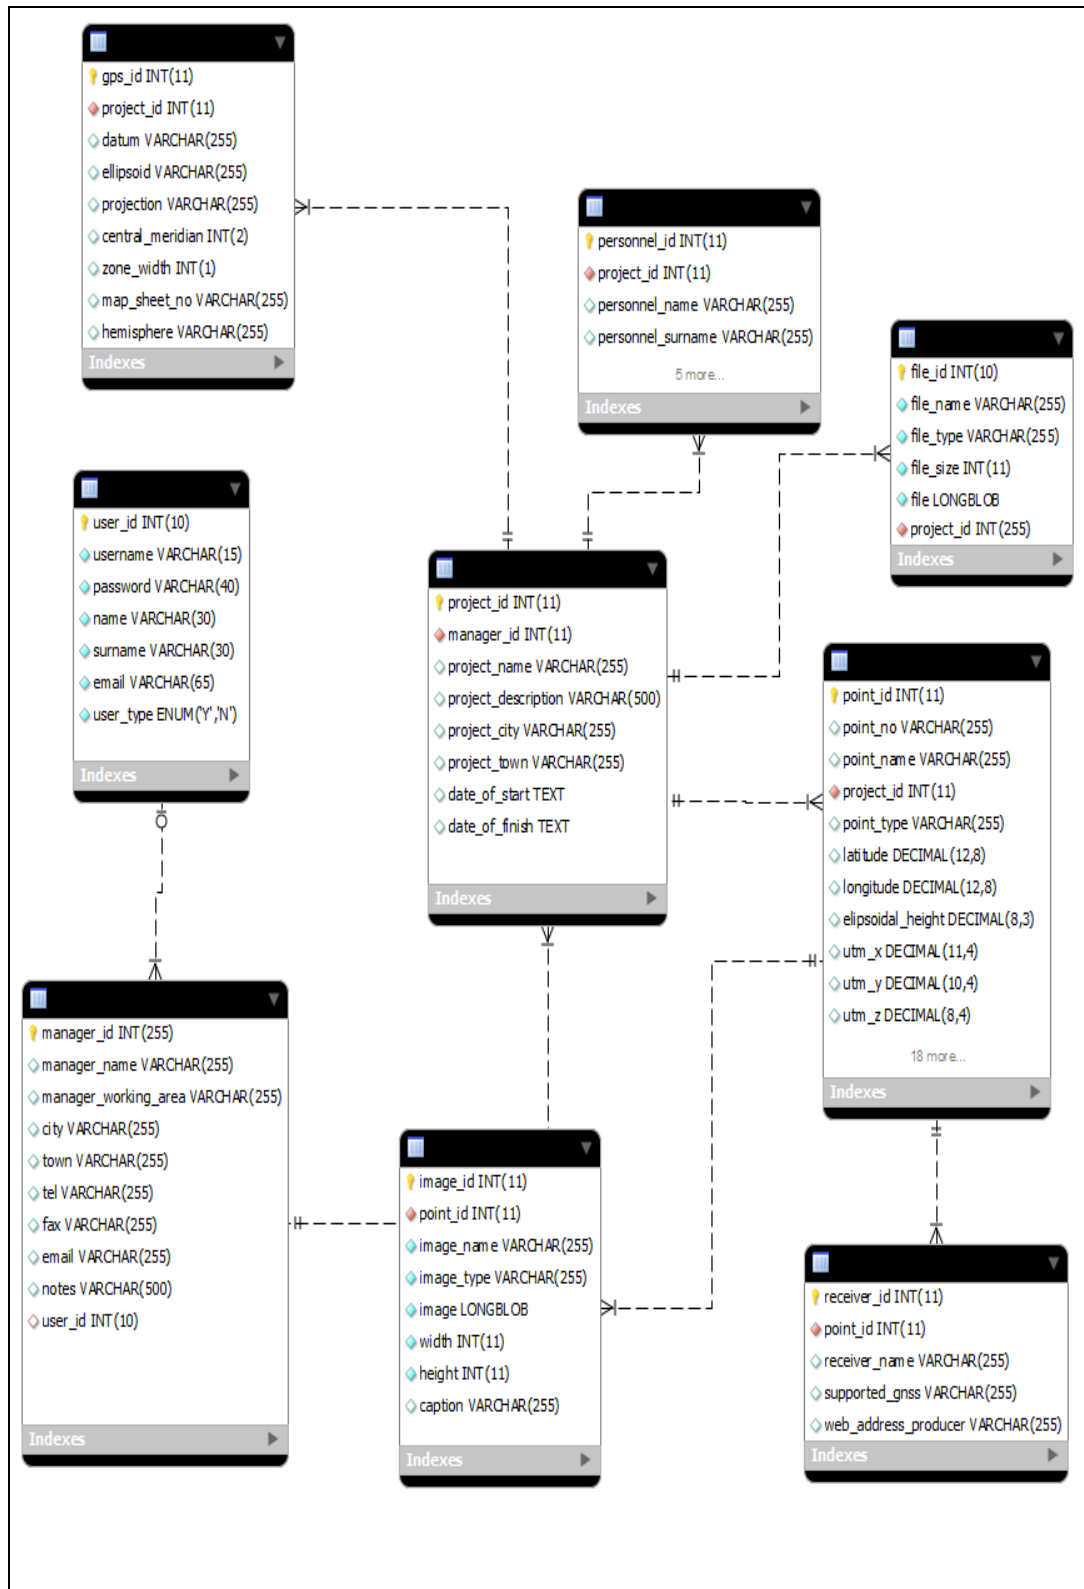 gps_id INT(11)
project_id INT(11)
datum VARCHAR(255)
ellipsoid VARCHAR(255)
projection VARCHAR(255)
central_meridian INT(2)
zone_width INT(1)
map_sheet_no VARCHAR(255)
hemisphere VARCHAR(255)
Indexes
personnel_id INT(11)
project_id INT(11)
personnel_name VARCHAR(255)
personnel_surname VARCHAR(255)
5 more...
Indexes
file_id INT(10)
file_name VARCHAR(255)
file_type VARCHAR(255)
file_size INT(11)
file LONGBLOB
project_id INT(255)
Indexes
user_id INT(10)
username VARCHAR(15)
password VARCHAR(40)
name VARCHAR(30)
surname VARCHAR(30)
email VARCHAR(65)
user_type ENUM('Y','N')
Indexes
project_id INT(11)
manager_id INT(11)
project_name VARCHAR(255)
project_description VARCHAR(500)
project_city VARCHAR(255)
project_town VARCHAR(255)
date_of_start TEXT
date_of_finish TEXT
Indexes
point_id INT(11)
point_no VARCHAR(255)
point_name VARCHAR(255)
project_id INT(11)
point_type VARCHAR(255)
latitude DECIMAL(12,8)
longitude DECIMAL(12,8)
elipsoidal_height DECIMAL(8,3)
utm_x DECIMAL(11,4)
utm_y DECIMAL(10,4)
utm_z DECIMAL(8,4)
18 more...
Indexes
manager_id INT(255)
manager_name VARCHAR(255)
manager_working_area VARCHAR(255)
city VARCHAR(255)
town VARCHAR(255)
tel VARCHAR(255)
fax VARCHAR(255)
email VARCHAR(255)
notes VARCHAR(500)
user_id INT(10)
Indexes
image_id INT(11)
point_id INT(11)
image_name VARCHAR(255)
image_type VARCHAR(255)
image LONGBLOB
width INT(11)
height INT(11)
caption VARCHAR(255)
Indexes
receiver_id INT(11)
point_id INT(11)
receiver_name VARCHAR(255)
supported_gnss VARCHAR(255)
web_address_producer VARCHAR(255)
Indexes